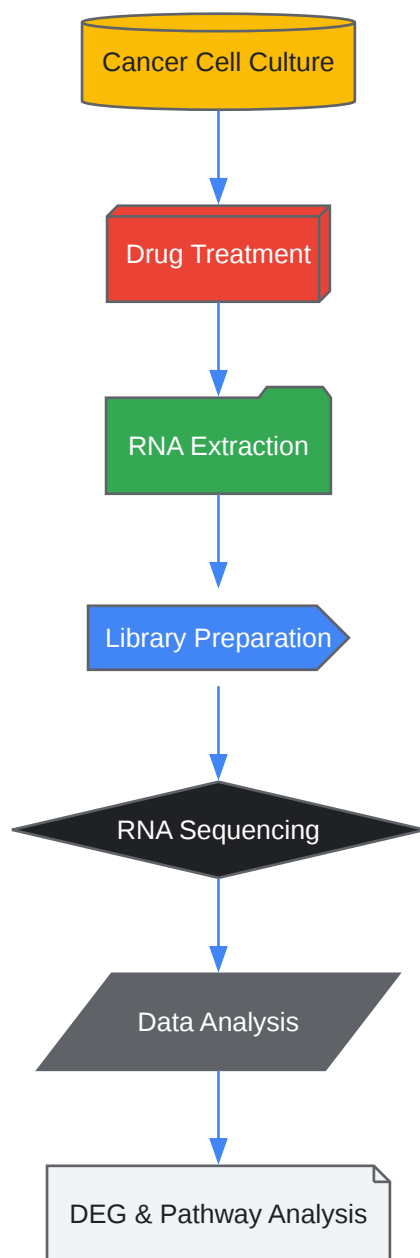 Cancer Cell Culture
Drug Treatment
RNA Extraction
Library Preparation
RNA Sequencing
Data Analysis
DEG & Pathway Analysis